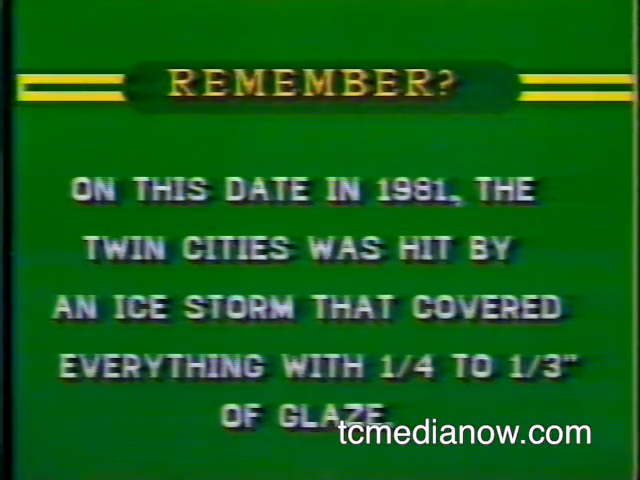 REMEMBER?
ON THIS DATE IN 1981, THE
TWIN CITIES WAS HIT BY
AN ICE STORM THAT COVERED
EVERYTHING WITH 1/4 TO 1/3"
OF GLAZE.
tcmedianow.com